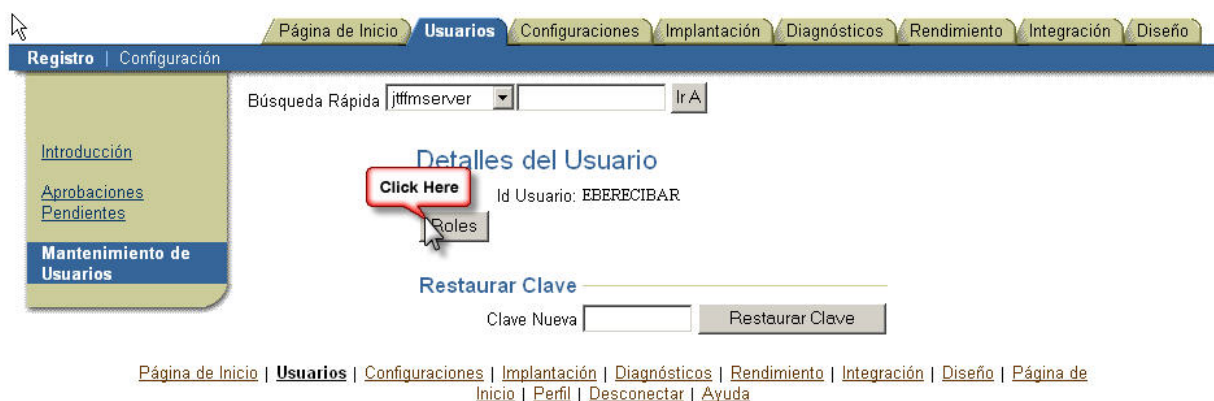 Página de Inicio Usuarios Configuraciones Implantación Diagnósticos Rendimiento Integración Diseño
Registro | Configuración
Búsqueda Rápida jtffmserver Ir A
Introducción
Aprobaciones
Pendientes
Mantenimiento de
Usuarios
Detalles del Usuario
Click Here
Id Usuario: EBERECIBAR
Roles
Restaurar Clave
Clave Nueva Restaurar Clave
Página de Inicio | Usuarios | Configuraciones | Implantación | Diagnósticos | Rendimiento | Integración | Diseño | Página de
Inicio | Perfil | Desconectar | Ayuda